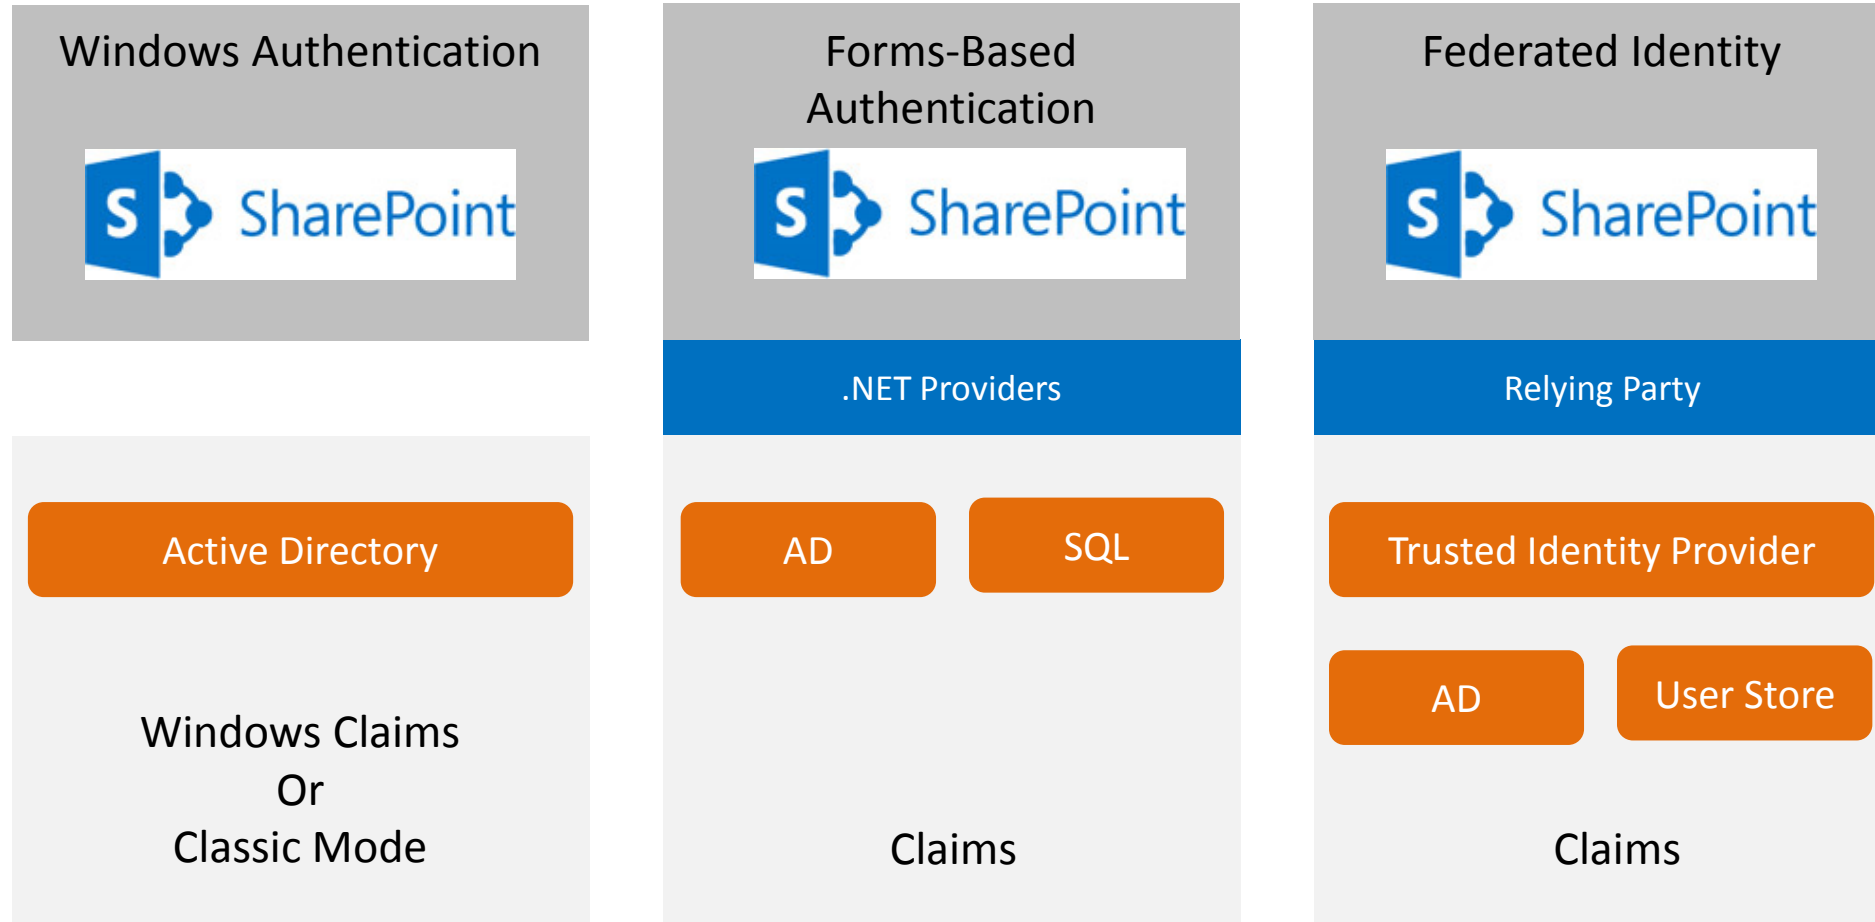 Windows Authentication
S SharePoint
Active Directory
Windows Claims
Or
Classic Mode
Forms-Based
Authentication
S SharePoint
.NET Providers
AD
SQL
Claims
Federated Identity
S SharePoint
Relying Party
Trusted Identity Provider
AD
User Store
Claims